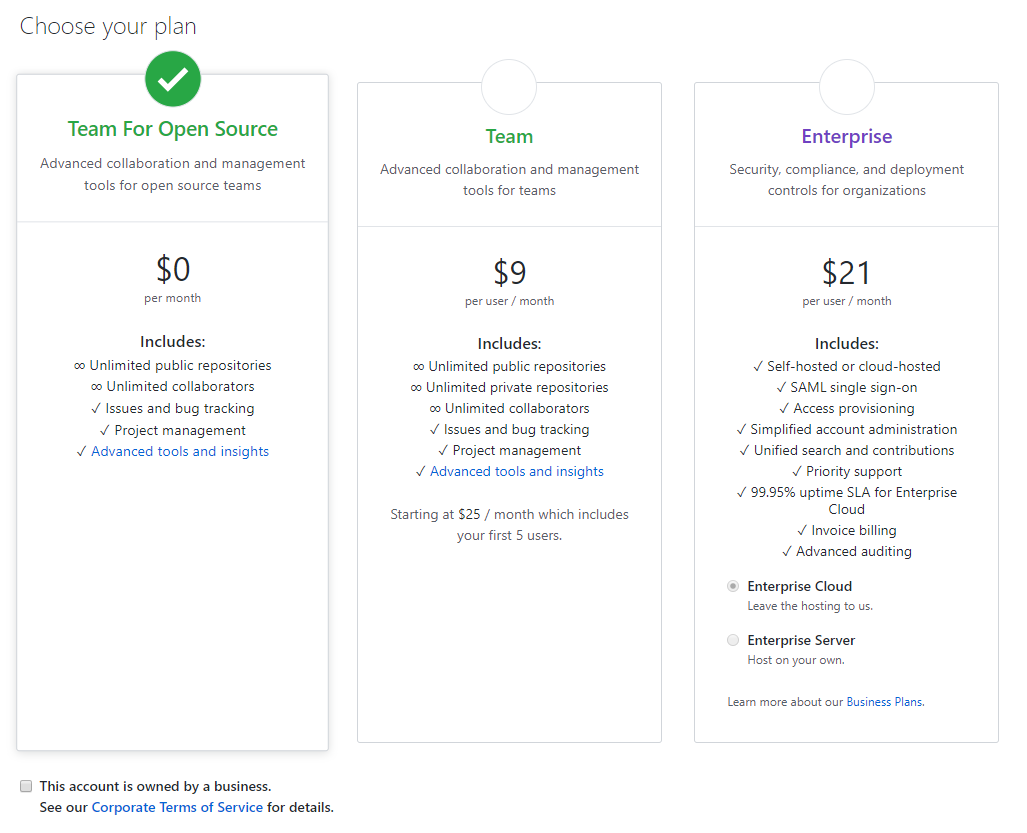 Choose your plan
Team For Open Source
Advanced collaboration and management
tools for open source teams
$0
per month
Includes:
∞ Unlimited public repositories
∞ Unlimited collaborators
✓ Issues and bug tracking
✓ Project management
✓ Advanced tools and insights
Team
Advanced collaboration and management
tools for teams
$9
per user / month
Includes:
∞ Unlimited public repositories
∞ Unlimited private repositories
∞ Unlimited collaborators
✓ Issues and bug tracking
✓ Project management
✓ Advanced tools and insights
Starting at $25 / month which includes
your first 5 users.
Enterprise
Security, compliance, and deployment
controls for organizations
$21
per user / month
Includes:
✓ Self-hosted or cloud-hosted
✓ SAML single sign-on
✓ Access provisioning
✓ Simplified account administration
✓ Unified search and contributions
✓ Priority support
✓ 99.95% uptime SLA for Enterprise
Cloud
✓ Invoice billing
✓ Advanced auditing
Enterprise Cloud
Leave the hosting to us.
Enterprise Server
Host on your own.
Learn more about our Business Plans.
This account is owned by a business.
See our Corporate Terms of Service for details.